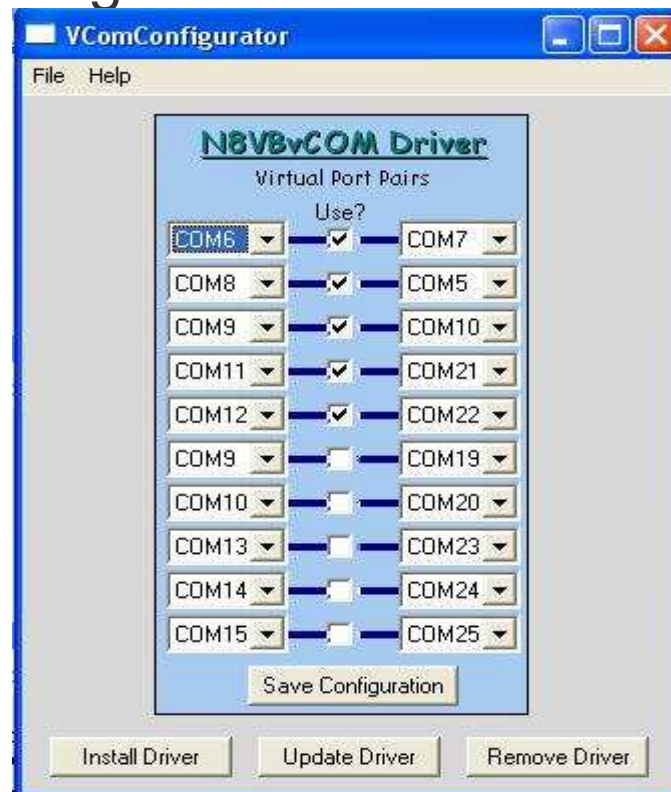 VComConfigurator
File Help
N8VBvCOM Driver
Virtual Port Pairs
Use?
COM6 COM7
COM8 COM5
COM9 COM10
COM11 COM21
COM12 COM22
COM9 COM19
COM10 COM20
COM13 COM23
COM14 COM24
COM15 COM25
Save Configuration
Install Driver Update Driver Remove Driver